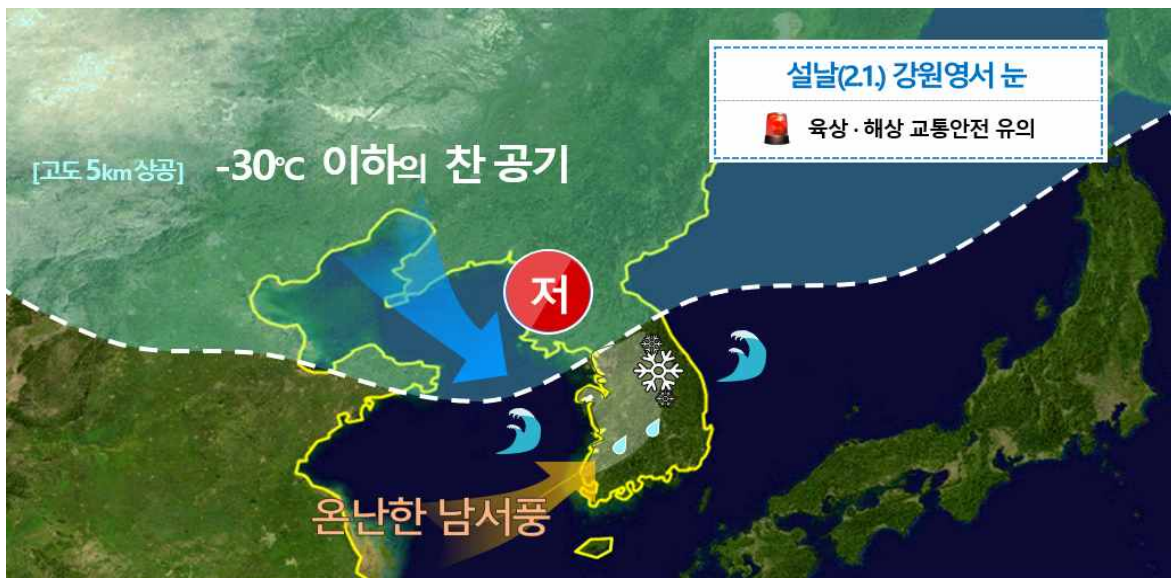 설날(2.1.) 강원영서 눈
육상 · 해상 교통안전 유의
[고도 5km 상공] -30℃ 이하의 찬 공기
저
온난한 남서풍